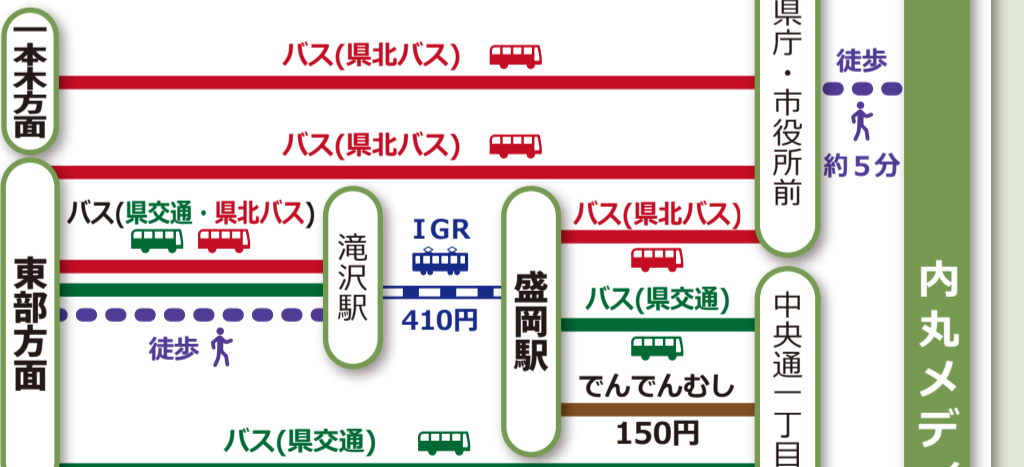 一本木方面
バス(県北バス)
県庁・市役所前
徒歩
約5分
バス(県北バス)
東部方面
バス(県交通・県北バス)
滝沢駅
IGR
410円
徒歩
盛岡駅
バス(県北バス)
バス(県交通)
でんでんむし
150円
中央通一丁目
バス(県交通)
内丸メデ